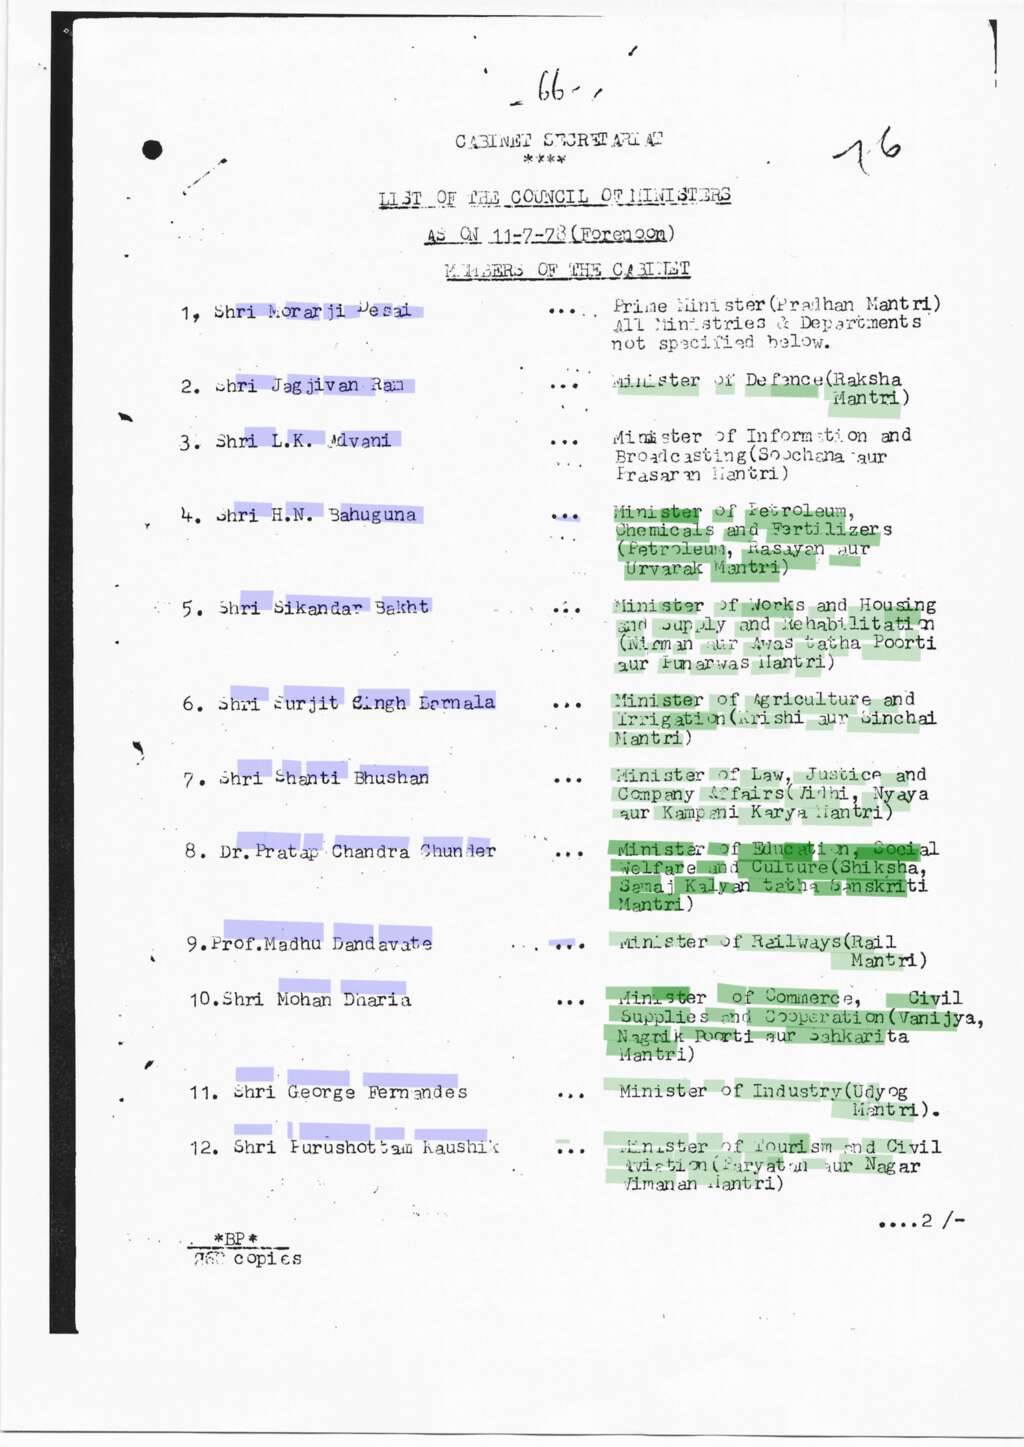 - 66 -
16
CABINET SECRETARIAT
****
LIST OF THE COUNCIL OF MINISTERS
AS ON 11-7-78(Forenoon)
MEMBERS OF THE CABINET
1, Shri Morarji Desai ... Prime Minister(Pradhan Mantri)
All Ministries & Departments
not specified below.
2. Shri Jagjivan Ram ... Minister of Defence(Raksha
Mantri)
3. Shri L.K. Advani ... Minister of Information and
Broadcasting(Soochana aur
Prasaran Mantri)
4. Shri H.N. Bahuguna ... Minister of Petroleum,
Chemicals and Fertilizers
(Petroleum, Rasayan aur
Urvarak Mantri)
5. Shri Sikandar Bakht ... Minister of Works and Housing
and Supply and Rehabilitation
(Nirman aur Awas tatha Poorti
aur Punarwas Mantri)
6. Shri Surjit Singh Barnala ... Minister of Agriculture and
Irrigation(Krishi aur Sinchai
Mantri)
7. Shri Shanti Bhushan ... Minister of Law, Justice and
Company Affairs(Vidhi, Nyaya
aur Kampani Karya Mantri)
8. Dr. Pratap Chandra Chunder ... Minister of Education, Social
Welfare and Culture(Shiksha,
Samaj Kalyan tatha Sanskriti
Mantri)
9.Prof.Madhu Dandavate ... Minister of Railways(Rail
Mantri)
10.Shri Mohan Dharia ... Minister of Commerce, Civil
Supplies and Cooperation(Vanijya,
Nagrik Poorti aur Sahkarita
Mantri)
11. Shri George Fernandes ... Minister of Industry(Udyog
Mantri).
12. Shri Purushottam Kaushik ... Minister of Tourism and Civil
Aviation(Paryatan aur Nagar
Vimanan Mantri)
....2/-
*BP*
copies